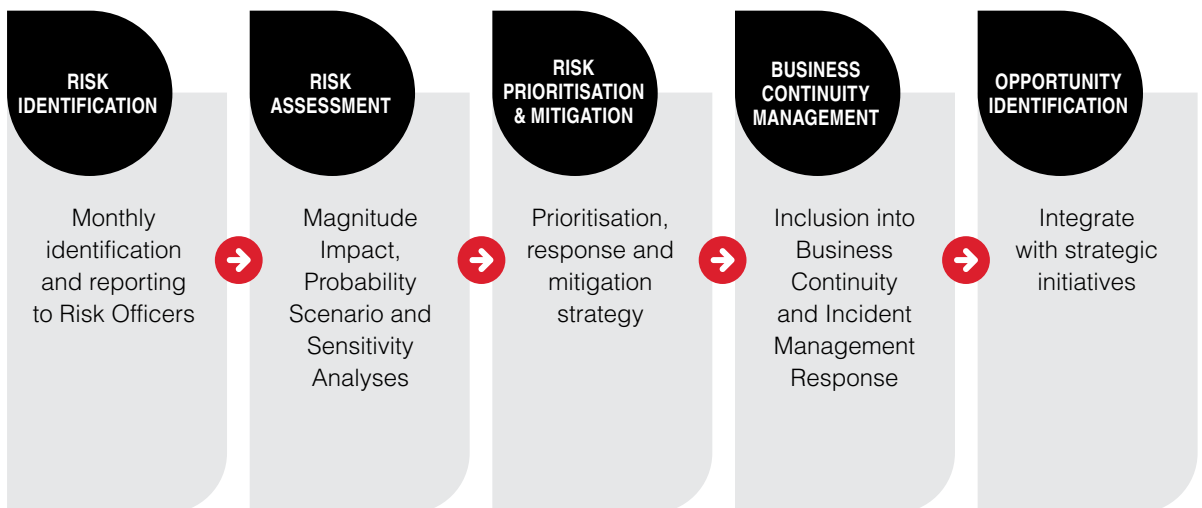 RISK
IDENTIFICATION
Monthly
identification
and reporting
to Risk Officers
RISK
ASSESSMENT
Magnitude
Impact,
Probability
Scenario and
Sensitivity
Analyses
RISK
PRIORITISATION
& MITIGATION
Prioritisation,
response and
mitigation
strategy
BUSINESS
CONTINUITY
MANAGEMENT
Inclusion into
Business
Continuity
and Incident
Management
Response
OPPORTUNITY
IDENTIFICATION
Integrate
with strategic
initiatives